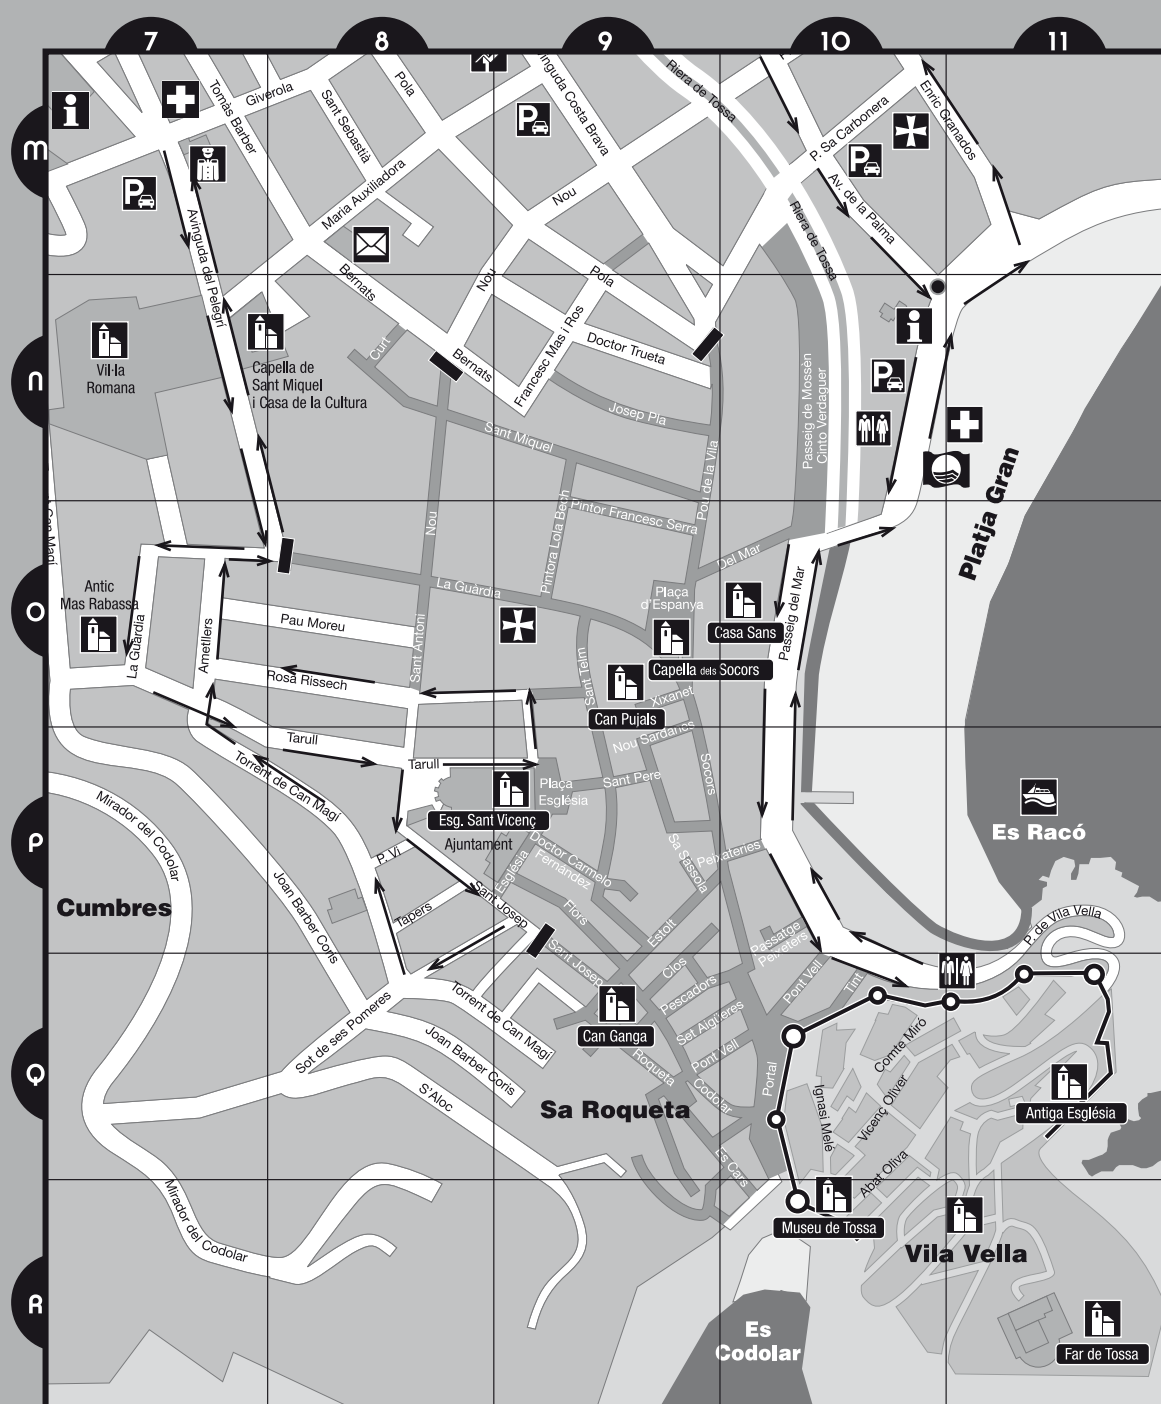 7
8
9
10
11
M
N
O
P
Q
R
i
P
Giverola
Tomàs Barber
Sant Sebastià
Pola
Avinguda Costa Brava
Riera de Tossa
P. Sa Carbonera
Enric Granados
P
P
Maria Auxiliadora
Nou
Av. de la Palma
Riera de Tossa
Avinguda del Pelegrí
Bernats
Nou
Pola
Francesc Mas i Ros
Doctor Trueta
Curt
Bernats
i
P
Vil·la
Romana
Capella de
Sant Miquel
i Casa de la Cultura
Josep Pla
Sant Miquel
Passeig de Mossèn
Cinto Verdaguer
Pou de la Vila
Platja Gran
Can Magí
Nou
Pintora Lola Bech
Pintor Francesc Serra
Del Mar
La Guàrdia
Plaça
d'Espanya
Antic
Mas Rabassa
La Guàrdia
Ametllers
Pau Moreu
Sant Antoni
Casa Sans
Passeig del Mar
Rosa Rissech
Sant Telm
Capella dels Socors
Xixanet
Can Pujals
Nou Sardanes
Tarull
Tarull
Torrent de Can Magí
Plaça
Església
Sant Pere
Socors
Esg. Sant Vicenç
Ajuntament
Es Racó
Mirador del Codolar
P. Vi
Església
Doctor Carmelo
Fernández
Sa Sassola
Peixateries
Cumbres
Joan Barber Coris
Tapers
Sant Josep
Flors
Estolt
Passatge
Peixeters
P. de Vila Vella
Sant Josep
Clos
Pescadors
Pont Vell
Tint
Torrent de Can Magí
Can Ganga
Set Aigüeres
Sot de ses Pomeres
Joan Barber Coris
Roqueta
Pont Vell
Comte Miró
S'Aloc
Sa Roqueta
Codolar
Portal
Ignasi Melé
Vicenç Oliver
Antiga Església
Es Cars
Abat Oliva
Mirador del Codolar
Museu de Tossa
Vila Vella
Es
Codolar
Far de Tossa